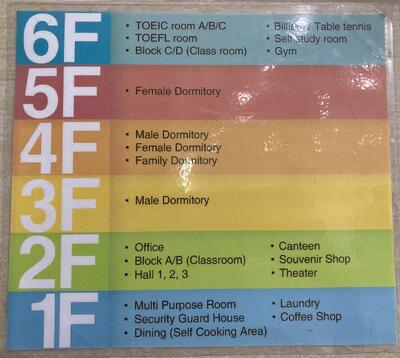 6F
• TOEIC room A/B/C
• TOEFL room
• Block C/D (Class room)
• Billiard / Table tennis
• Self study room
• Gym
5F
• Female Dormitory
4F
• Male Dormitory
• Female Dormitory
• Family Dormitory
3F
• Male Dormitory
2F
• Office
• Block A/B (Classroom)
• Hall 1, 2, 3
• Canteen
• Souvenir Shop
• Theater
1F
• Multi Purpose Room
• Security Guard House
• Dining (Self Cooking Area)
• Laundry
• Coffee Shop